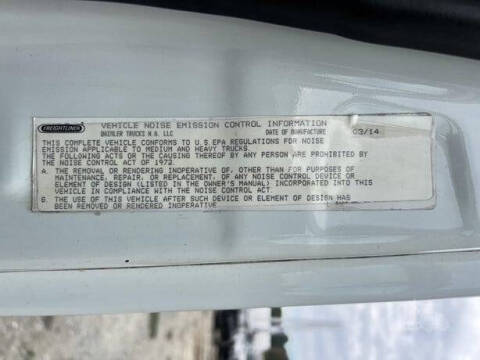 FREIGHTLINER
VEHICLE NOISE EMISSION CONTROL INFORMATION
DAIMLER TRUCKS N.A. LLC DATE OF MANUFACTURE 03/14
THIS COMPLETE VEHICLE CONFORMS TO U.S.EPA REGULATIONS FOR NOISE
EMISSION APPLICABLE TO MEDIUM AND HEAVY TRUCKS.
THE FOLLOWING ACTS OR THE CAUSING THEREOF BY ANY PERSON ARE PROHIBITED BY
THE NOISE CONTROL ACT OF 1972
A. THE REMOVAL OR RENDERING INOPERATIVE OF, OTHER THAN FOR PURPOSES OF
MAINTENANCE, REPAIR, OR REPLACEMENT, OF ANY NOISE CONTROL DEVICE OR
ELEMENT OF DESIGN (LISTED IN THE OWNER'S MANUAL) INCORPORATED INTO THIS
VEHICLE IN COMPLIANCE WITH THE NOISE CONTROL ACT
B. THE USE OF THIS VEHICLE AFTER SUCH DEVICE OR ELEMENT OF DESIGN HAS
BEEN REMOVED OR RENDERED INOPERATIVE